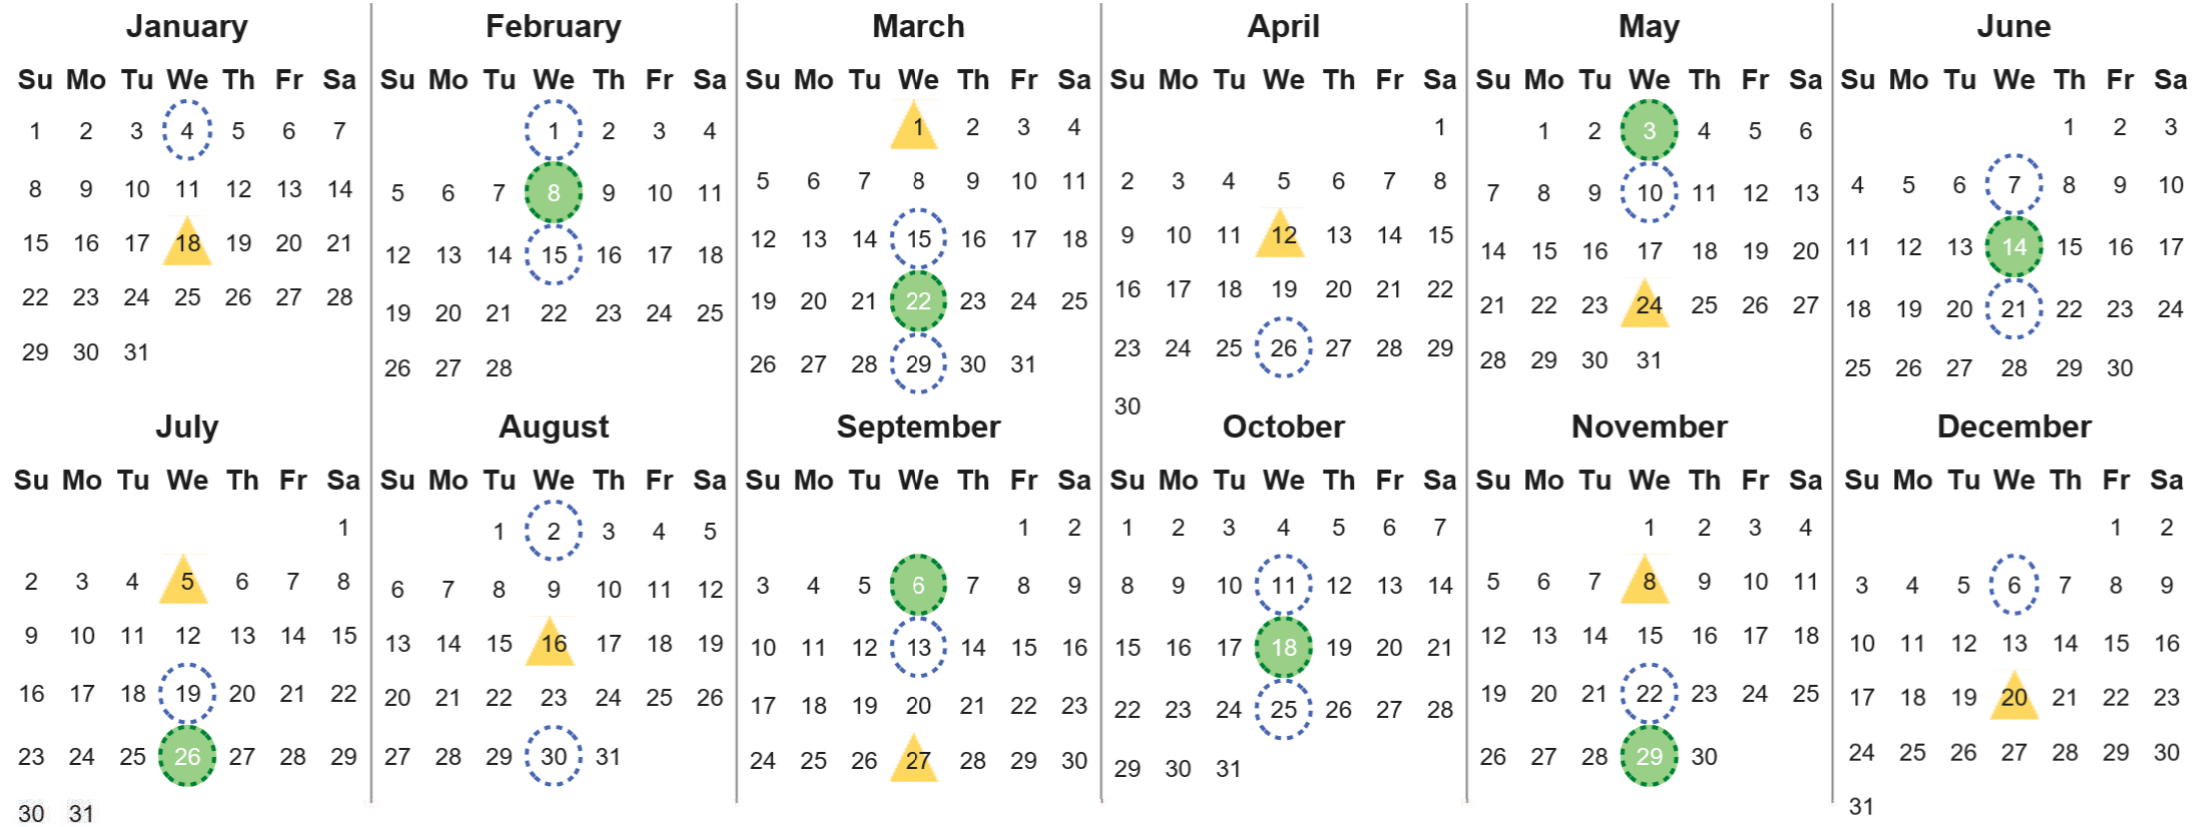 January
Su Mo Tu We Th Fr Sa
1 2 3 4 5 6 7
8 9 10 11 12 13 14
15 16 17 18 19 20 21
22 23 24 25 26 27 28
29 30 31
February
Su Mo Tu We Th Fr Sa
1 2 3 4
5 6 7 8 9 10 11
12 13 14 15 16 17 18
19 20 21 22 23 24 25
26 27 28
March
Su Mo Tu We Th Fr Sa
1 2 3 4
5 6 7 8 9 10 11
12 13 14 15 16 17 18
19 20 21 22 23 24 25
26 27 28 29 30 31
April
Su Mo Tu We Th Fr Sa
1
2 3 4 5 6 7 8
9 10 11 12 13 14 15
16 17 18 19 20 21 22
23 24 25 26 27 28 29
30
May
Su Mo Tu We Th Fr Sa
1 2 3 4 5 6
7 8 9 10 11 12 13
14 15 16 17 18 19 20
21 22 23 24 25 26 27
28 29 30 31
June
Su Mo Tu We Th Fr Sa
1 2 3
4 5 6 7 8 9 10
11 12 13 14 15 16 17
18 19 20 21 22 23 24
25 26 27 28 29 30
July
Su Mo Tu We Th Fr Sa
1
2 3 4 5 6 7 8
9 10 11 12 13 14 15
16 17 18 19 20 21 22
23 24 25 26 27 28 29
30 31
August
Su Mo Tu We Th Fr Sa
1 2 3 4 5
6 7 8 9 10 11 12
13 14 15 16 17 18 19
20 21 22 23 24 25 26
27 28 29 30 31
September
Su Mo Tu We Th Fr Sa
1 2
3 4 5 6 7 8 9
10 11 12 13 14 15 16
17 18 19 20 21 22 23
24 25 26 27 28 29 30
October
Su Mo Tu We Th Fr Sa
1 2 3 4 5 6 7
8 9 10 11 12 13 14
15 16 17 18 19 20 21
22 23 24 25 26 27 28
29 30 31
November
Su Mo Tu We Th Fr Sa
1 2 3 4
5 6 7 8 9 10 11
12 13 14 15 16 17 18
19 20 21 22 23 24 25
26 27 28 29 30
December
Su Mo Tu We Th Fr Sa
1 2
3 4 5 6 7 8 9
10 11 12 13 14 15 16
17 18 19 20 21 22 23
24 25 26 27 28 29 30
31